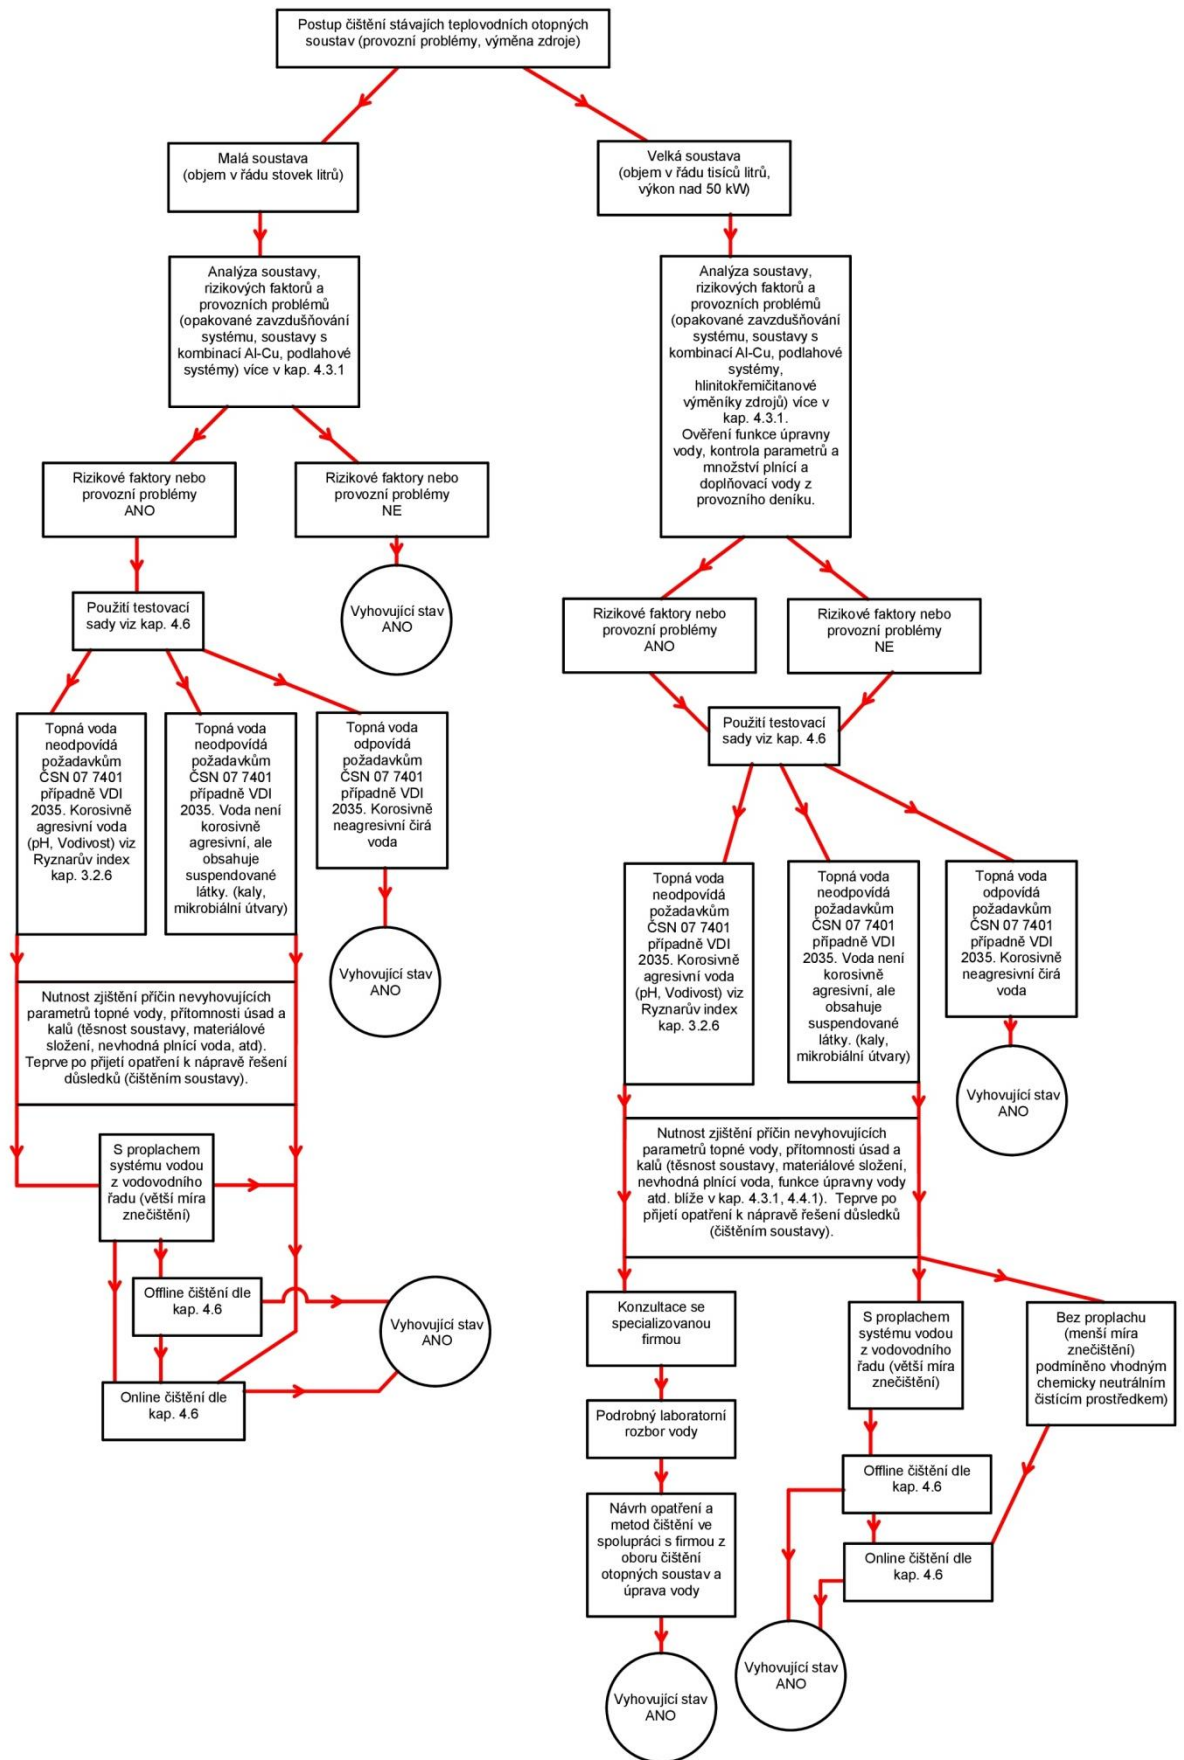 Postup čištění stávajích teplovodních otopných
soustav (provozní problémy, výměna zdroje)
Malá soustava
(objem v řádu stovek litrů)
Velká soustava
(objem v řádu tisíců litrů,
výkon nad 50 kW)
Analýza soustavy,
rizikových faktorů a
provozních problémů
(opakované zavzdušňování
systému, soustavy s
kombinací Al-Cu, podlahové
systémy) více v kap. 4.3.1
Analýza soustavy,
rizikových faktorů a
provozních problémů
(opakované zavzdušňování
systému, soustavy s
kombinací Al-Cu, podlahové
systémy,
hlinitokřemičitanové
výměníky zdrojů) více v
kap. 4.3.1.
Ověření funkce úpravny
vody, kontrola parametrů a
množství plnící a
doplňovací vody z
provozního deníku.
Rizikové faktory nebo
provozní problémy
ANO
Rizikové faktory nebo
provozní problémy
NE
Vyhovující stav
ANO
Použití testovací
sady viz kap. 4.6
Rizikové faktory nebo
provozní problémy
ANO
Rizikové faktory nebo
provozní problémy
NE
Použití testovací
sady viz kap. 4.6
Topná voda
neodpovídá
požadavkům
ČSN 07 7401
případně VDI
2035. Korosivně
agresivní voda
(pH, Vodivost) viz
Ryznarův index
kap. 3.2.6
Topná voda
neodpovídá
požadavkům
ČSN 07 7401
případně VDI
2035. Voda není
korosivně
agresivní, ale
obsahuje
suspendované
látky. (kaly,
mikrobiální útvary)
Topná voda
odpovídá
požadavkům
ČSN 07 7401
případně VDI
2035. Korosivně
neagresivní čirá
voda
Vyhovující stav
ANO
Topná voda
neodpovídá
požadavkům
ČSN 07 7401
případně VDI
2035. Korosivně
agresivní voda
(pH, Vodivost) viz
Ryznarův index
kap. 3.2.6
Topná voda
neodpovídá
požadavkům
ČSN 07 7401
případně VDI
2035. Voda není
korosivně
agresivní, ale
obsahuje
suspendované
látky. (kaly,
mikrobiální útvary)
Topná voda
odpovídá
požadavkům
ČSN 07 7401
případně VDI
2035. Korosivně
neagresivní čirá
voda
Vyhovující stav
ANO
Nutnost zjištění příčin nevyhovujících
parametrů topné vody, přítomnosti úsad a
kalů (těsnost soustavy, materiálové
složení, nevhodná plnící voda, atd).
Teprve po přijetí opatření k nápravě řešení
důsledků (čištěním soustavy).
S proplachem
systému vodou
z vodovodního
řadu (větší míra
znečištění)
Offline čištění dle
kap. 4.6
Online čištění dle
kap. 4.6
Vyhovující stav
ANO
Nutnost zjištění příčin nevyhovujících
parametrů topné vody, přítomnosti úsad a
kalů (těsnost soustavy, materiálové složení,
nevhodná plnící voda, funkce úpravny vody
atd. blíže v kap. 4.3.1, 4.4.1). Teprve po
přijetí opatření k nápravě řešení důsledků
(čištěním soustavy).
Konzultace se
specializovanou
firmou
Podrobný laboratorní
rozbor vody
Návrh opatření a
metod čištění ve
spolupráci s firmou z
oboru čištění
otopných soustav a
úprava vody
Vyhovující stav
ANO
S proplachem
systému vodou
z vodovodního
řadu (větší míra
znečištění)
Bez proplachu
(menší míra
znečištění)
podmíněno vhodným
chemicky neutrálním
čistícím prostředkem)
Offline čištění dle
kap. 4.6
Online čištění dle
kap. 4.6
Vyhovující stav
ANO